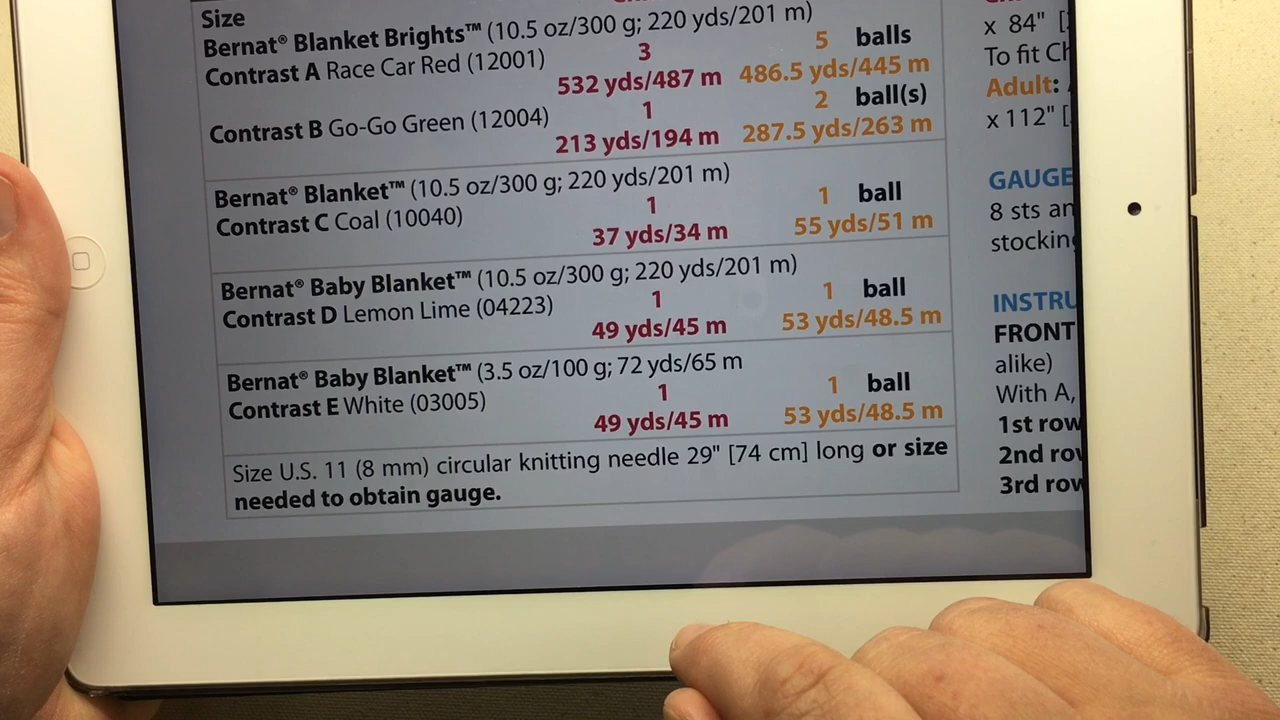 Size
Bernat® Blanket Brights™ (10.5 oz/300 g; 220 yds/201 m)
Contrast A Race Car Red (12001) 3 5 balls
532 yds/487 m 486.5 yds/445 m
Contrast B Go-Go Green (12004) 1 2 ball(s)
213 yds/194 m 287.5 yds/263 m
Bernat® Blanket™ (10.5 oz/300 g; 220 yds/201 m)
Contrast C Coal (10040) 1 1 ball
37 yds/34 m 55 yds/51 m
Bernat® Baby Blanket™ (10.5 oz/300 g; 220 yds/201 m)
Contrast D Lemon Lime (04223) 1 1 ball
49 yds/45 m 53 yds/48.5 m
Bernat® Baby Blanket™ (3.5 oz/100 g; 72 yds/65 m
Contrast E White (03005) 1 1 ball
49 yds/45 m 53 yds/48.5 m
Size U.S. 11 (8 mm) circular knitting needle 29" [74 cm] long or size
needed to obtain gauge.
x 84" [
To fit Ch
Adult:
x 112" [
GAUGE
8 sts an
stocking
INSTRU
FRONT
alike)
With A,
1st row
2nd row
3rd row